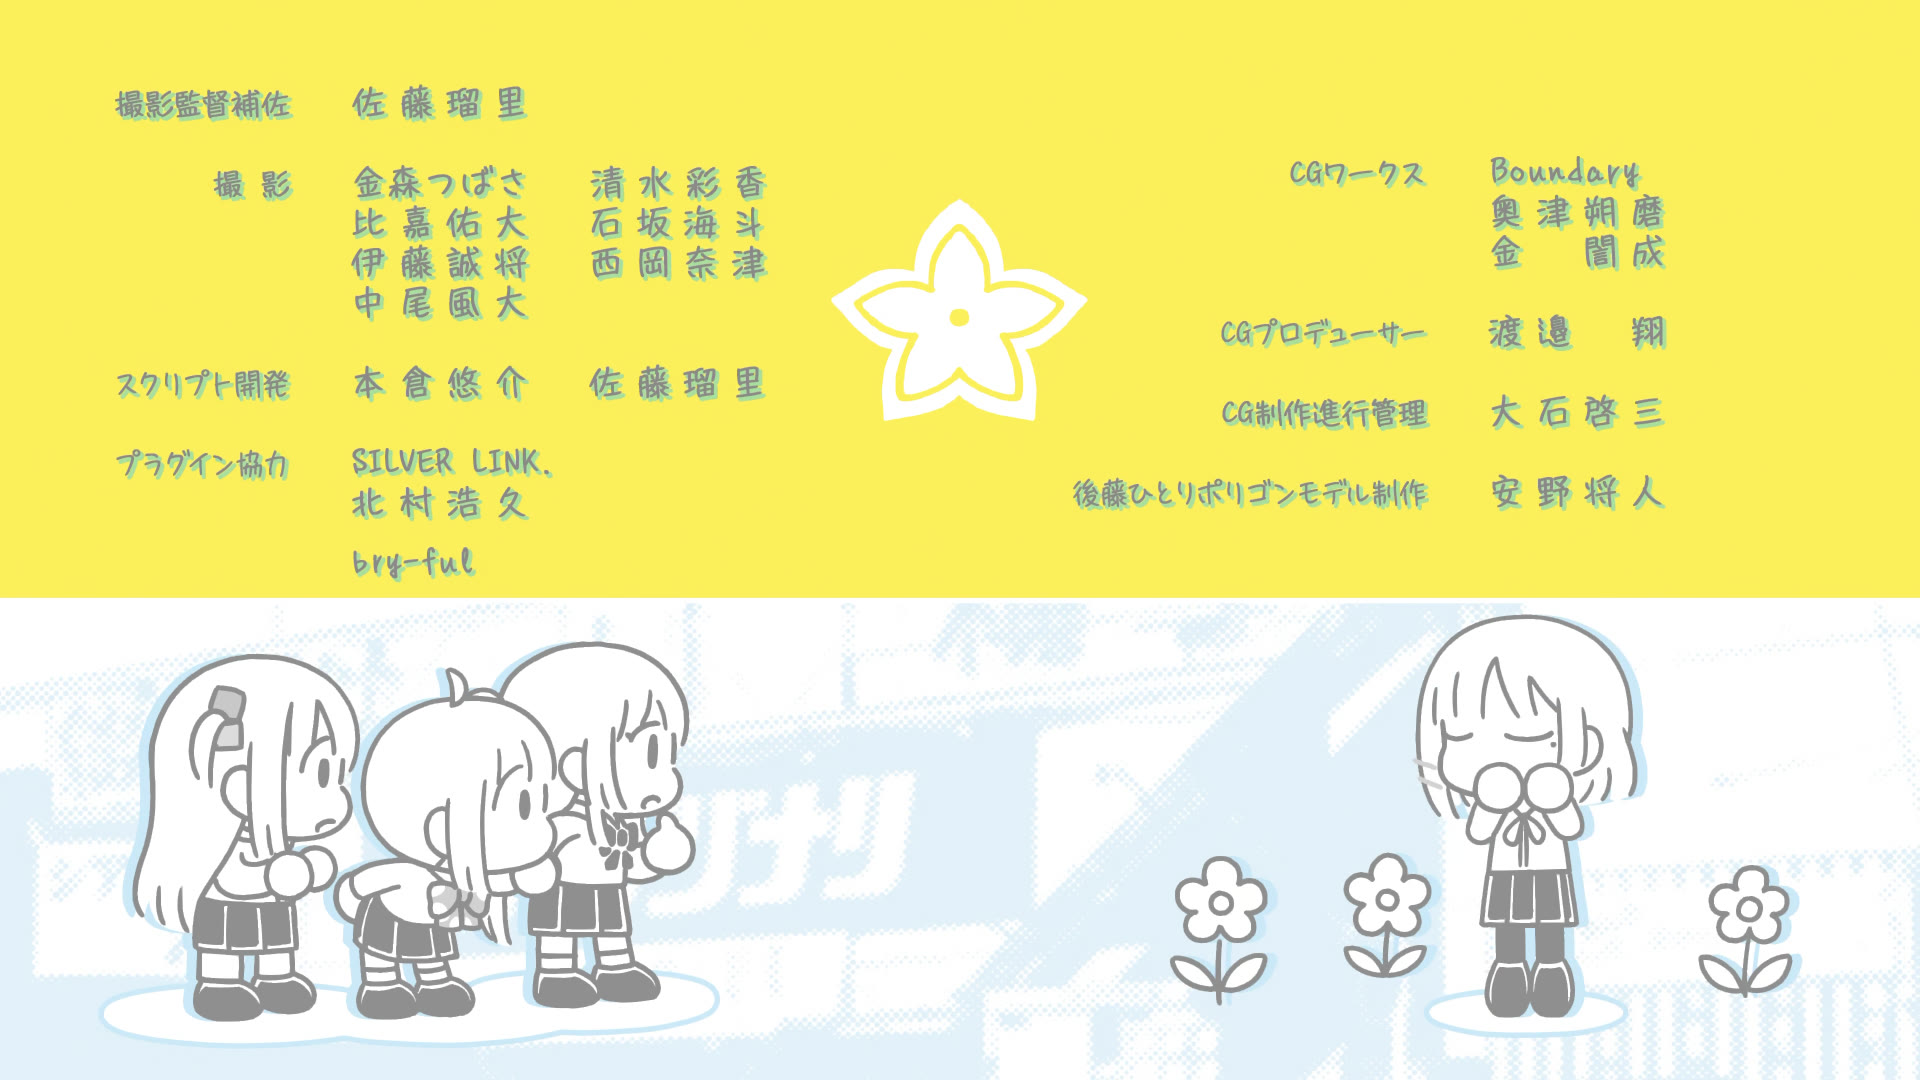 撮影監督補佐 佐藤瑠里
撮影 金森つばさ 清水彩香
比嘉佑大 石坂海斗
伊藤誠将 西岡奈津
中尾風大
スクリプト開発 本倉悠介 佐藤瑠里
プラグイン協力 SILVER LINK.
北村浩久
bry-ful
CGワークス Boundary
奥津朔磨
金 誾成
CGプロデューサー 渡邉 翔
CG制作進行管理 大石啓三
後藤ひとりポリゴンモデル制作 安野将人